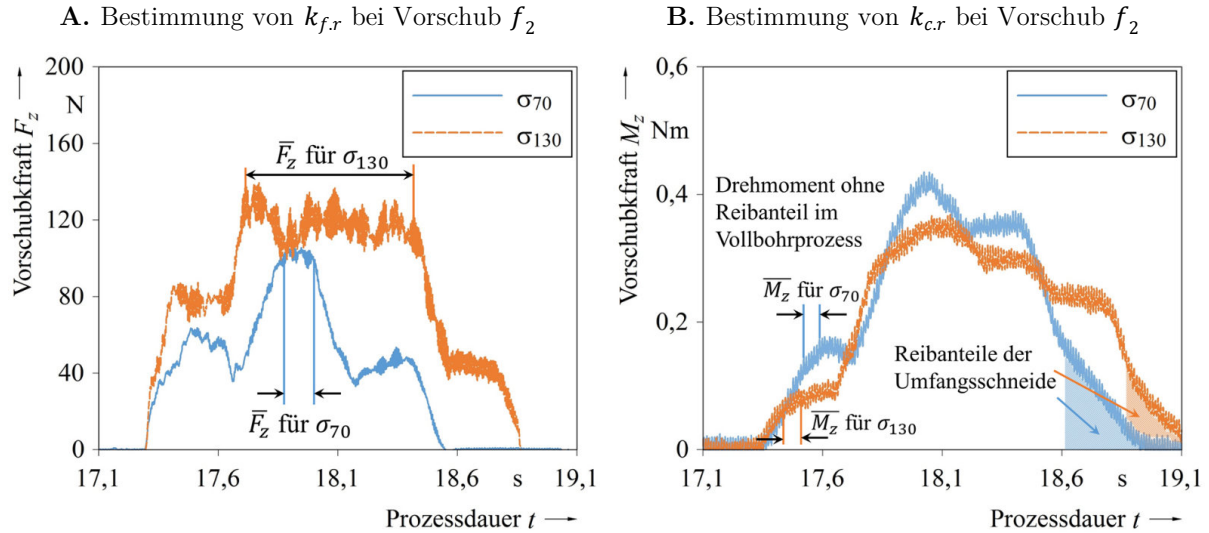 A. Bestimmung von k_f.r bei Vorschub f_2
200
N
160
120
80
40
0
Vorschubkraft F_z
σ_70
σ_130
F̅_z für σ_130
F̅_z für σ_70
17,1
17,6
18,1
18,6
s
19,1
Prozessdauer t
B. Bestimmung von k_c.r bei Vorschub f_2
0,6
Nm
0,4
0,2
0
Vorschubkfraft M_z
σ_70
σ_130
Drehmoment ohne
Reibanteil im
Vollbohrprozess
M̅_z für σ_70
M̅_z für σ_130
Reibanteile der
Umfangsschneide
17,1
17,6
18,1
18,6
s
19,1
Prozessdauer t